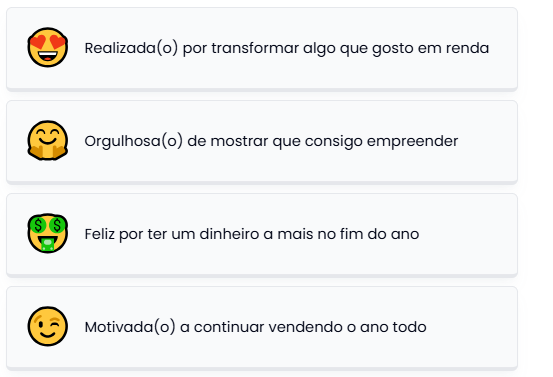 Realizada(o) por transformar algo que gosto em renda
Orgulhosa(o) de mostrar que consigo empreender
Feliz por ter um dinheiro a mais no fim do ano
Motivada(o) a continuar vendendo o ano todo